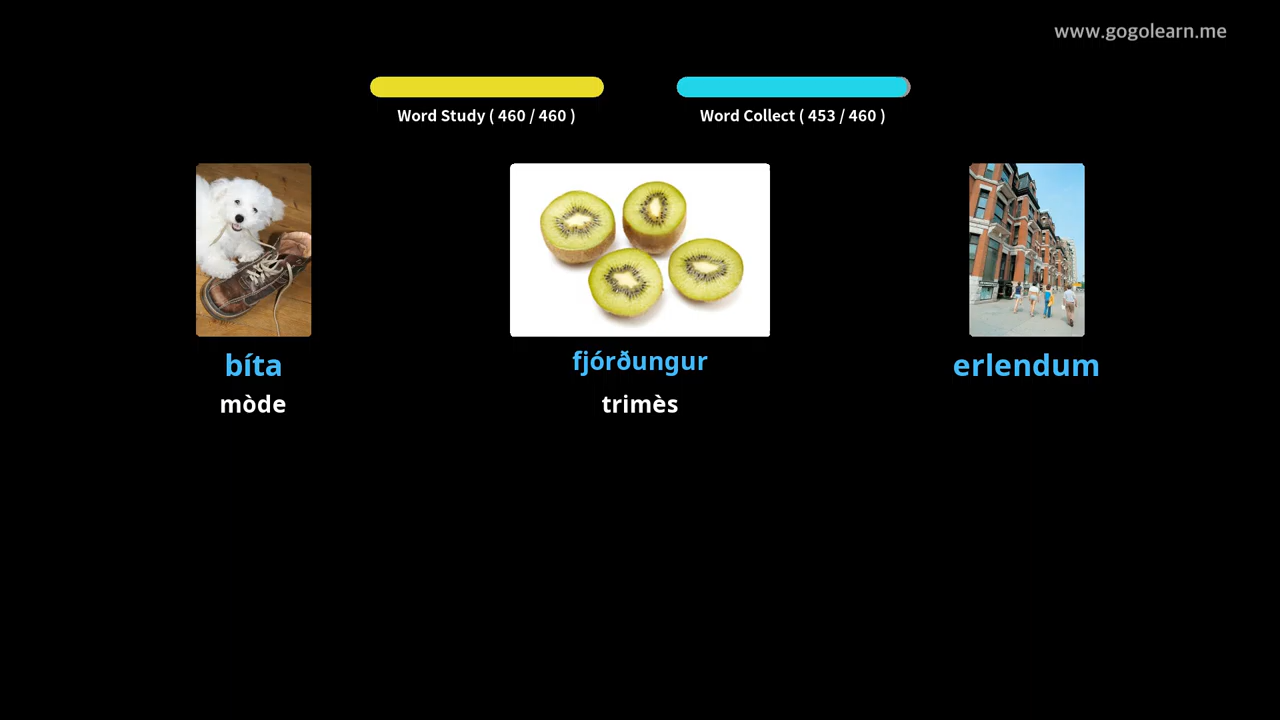 www.gogolearn.me
Word Study ( 460 / 460 )
Word Collect ( 453 / 460 )
bíta
mòde
fjórðungur
trimès
erlendum